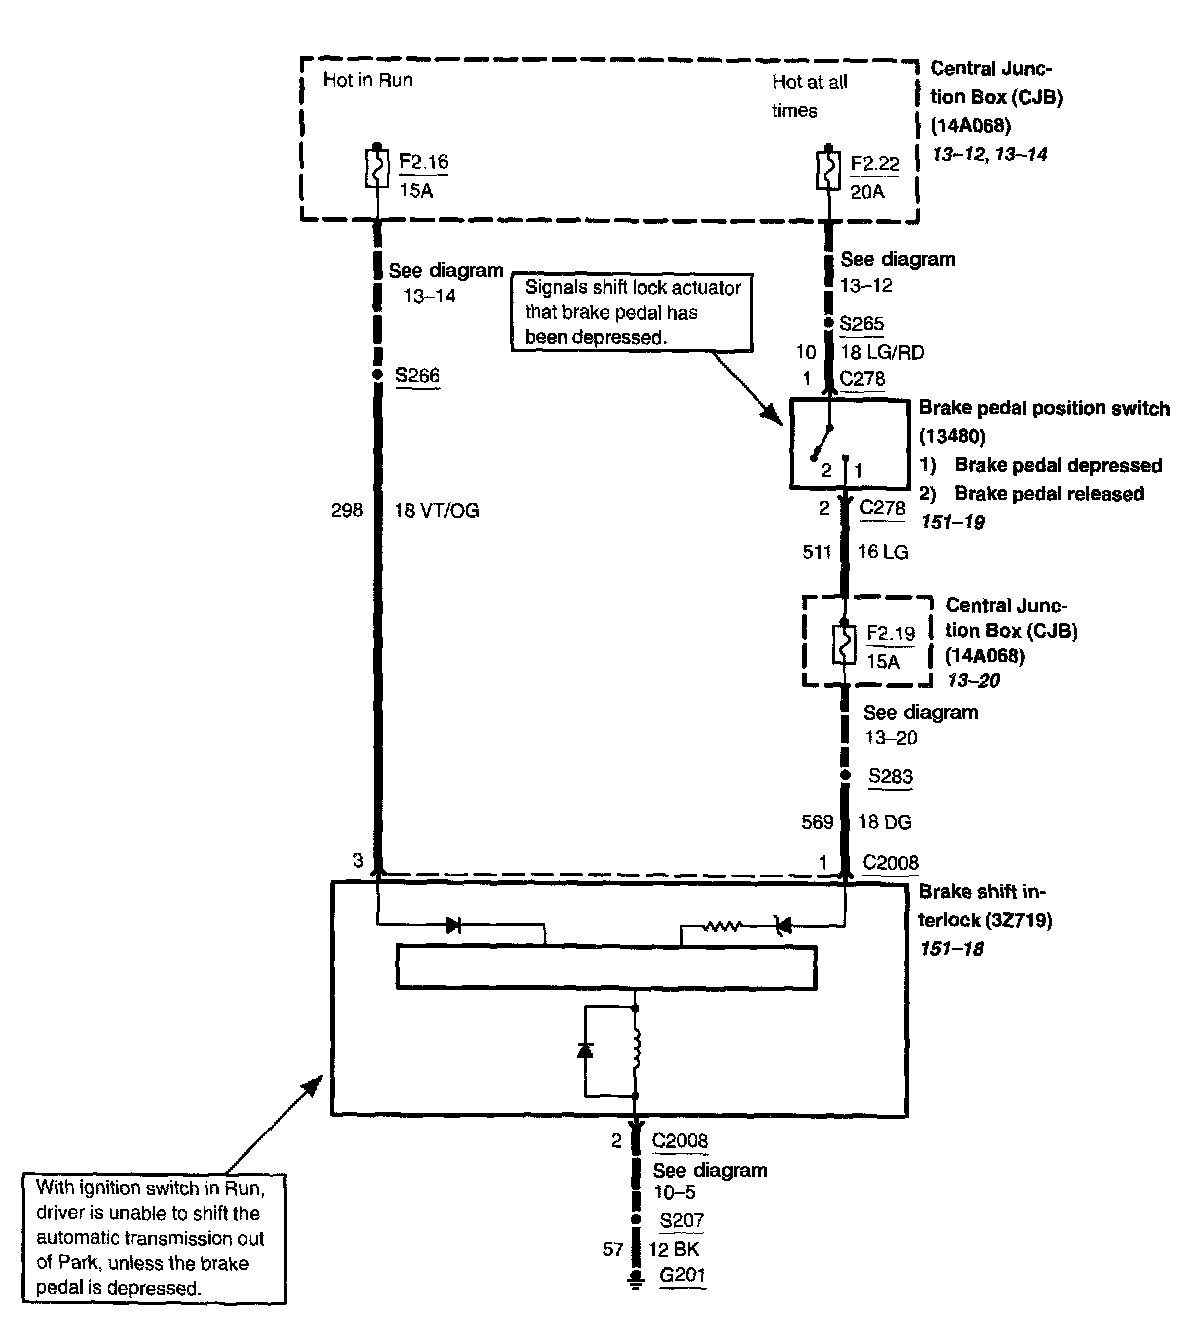 Hot in Run
Hot at all
times
Central Junc-
tion Box (CJB)
(14A068)
13-12, 13-14
F2.16
15A
F2.22
20A
See diagram
13-14
See diagram
13-12
Signals shift lock actuator
that brake pedal has
been depressed.
S265
10 18 LG/RD
S266
1 C278
Brake pedal position switch
(13480)
1) Brake pedal depressed
2) Brake pedal released
151-19
2 1
298 18 VT/OG
2 C278
511 16 LG
Central Junc-
tion Box (CJB)
(14A068)
13-20
F2.19
15A
See diagram
13-20
S283
569 18 DG
3
1 C2008
Brake shift in-
terlock (3Z719)
151-18
2 C2008
See diagram
10-5
S207
57 12 BK
G201
With ignition switch in Run,
driver is unable to shift the
automatic transmission out
of Park, unless the brake
pedal is depressed.